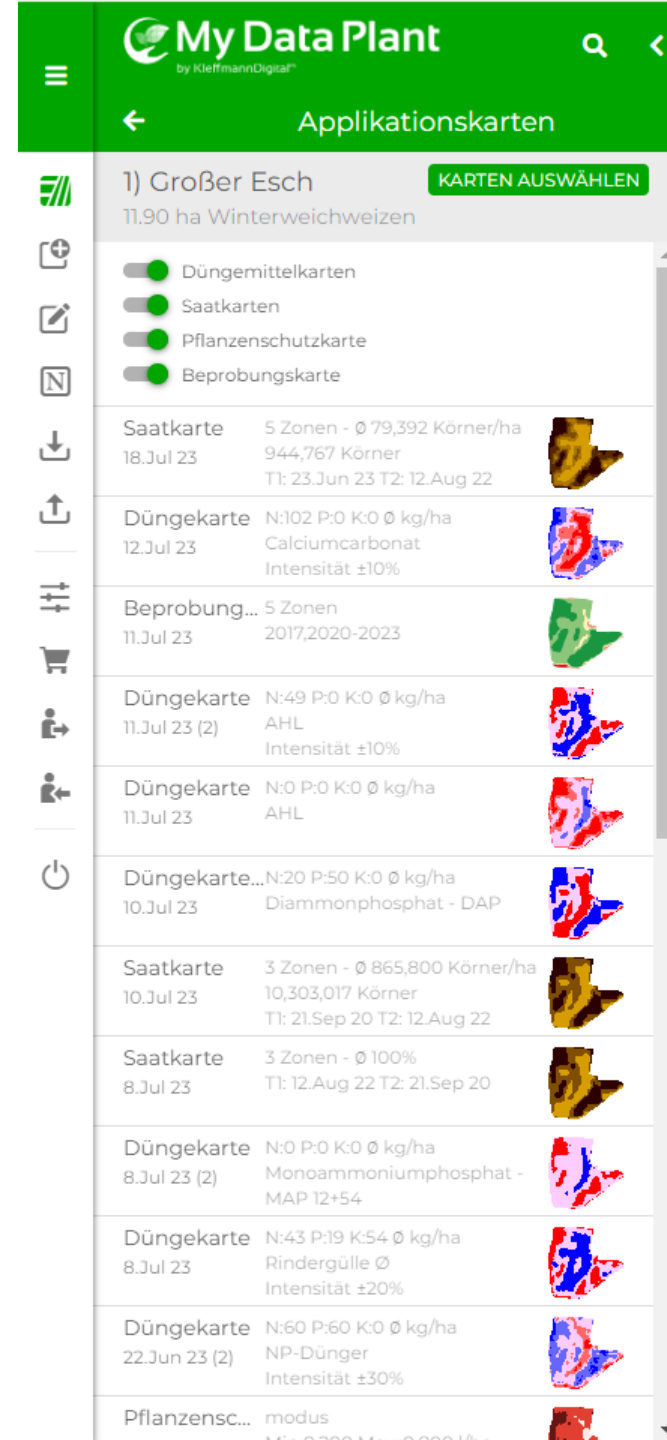 My Data Plant
by KleffmannDigital™
Applikationskarten
1) Großer Esch
KARTEN AUSWÄHLEN
11.90 ha Winterweichweizen
Düngemittelkarten
Saatkarten
Pflanzenschutzkarte
Beprobungskarte
Saatkarte
5 Zonen - Ø 79,392 Körner/ha
18.Jul 23
944,767 Körner
T1: 23.Jun 23 T2: 12.Aug 22
Düngekarte
N:102 P:0 K:0 Ø kg/ha
12.Jul 23
Calciumcarbonat
Intensität ±10%
Beprobung...
5 Zonen
11.Jul 23
2017,2020-2023
Düngekarte
N:49 P:0 K:0 Ø kg/ha
11.Jul 23 (2)
AHL
Intensität ±10%
Düngekarte
N:0 P:0 K:0 Ø kg/ha
11.Jul 23
AHL
Düngekarte...
N:20 P:50 K:0 Ø kg/ha
10.Jul 23
Diammonphosphat - DAP
Saatkarte
3 Zonen - Ø 865,800 Körner/ha
10.Jul 23
10,303,017 Körner
T1: 21.Sep 20 T2: 12.Aug 22
Saatkarte
3 Zonen - Ø 100%
8.Jul 23
T1: 12.Aug 22 T2: 21.Sep 20
Düngekarte
N:0 P:0 K:0 Ø kg/ha
8.Jul 23 (2)
Monoammoniumphosphat -
MAP 12+54
Düngekarte
N:43 P:19 K:54 Ø kg/ha
8.Jul 23
Rindergülle Ø
Intensität ±20%
Düngekarte
N:60 P:60 K:0 Ø kg/ha
22.Jun 23 (2)
NP-Dünger
Intensität ±30%
Pflanzensc...
modus
N